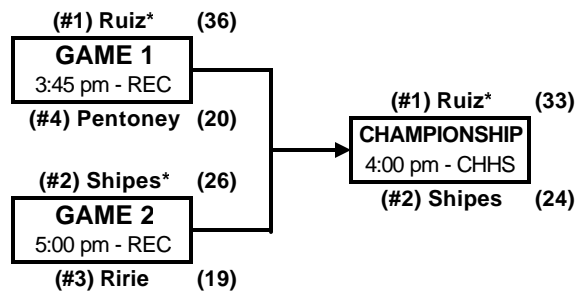 (#1) Ruiz* (36)
GAME 1
3:45 pm - REC
(#4) Pentoney (20)
(#2) Shipes* (26)
GAME 2
5:00 pm - REC
(#3) Ririe (19)
(#1) Ruiz* (33)
CHAMPIONSHIP
4:00 pm - CHHS
(#2) Shipes (24)